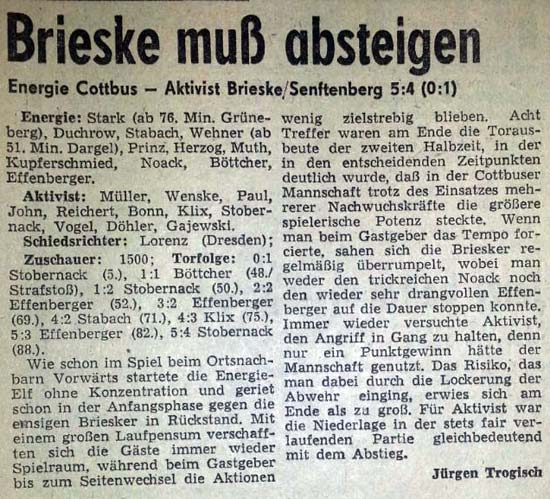 Brieske muß absteigen
Energie Cottbus — Aktivist Brieske/Senftenberg 5:4 (0:1)
Energie: Stark (ab 76. Min. Grüne-
berg), Duchrow, Stabach, Wehner (ab
51. Min. Dargel), Prinz, Herzog, Muth,
Kupferschmied, Noack, Böttcher,
Effenberger.
Aktivist: Müller, Wenske, Paul,
John, Reichert, Bonn, Klix, Stober-
nack, Vogel, Döhler, Gajewski.
Schiedsrichter: Lorenz (Dresden);
Zuschauer: 1500; Torfolge: 0:1
Stobernack (5.), 1:1 Böttcher (48./
Strafstoß), 1:2 Stobernack (50.), 2:2
Effenberger (52.), 3:2 Effenberger
(69.), 4:2 Stabach (71.), 4:3 Klix (75.),
5:3 Effenberger (82.), 5:4 Stobernack
(88.).
Wie schon im Spiel beim Ortsnach-
barn Vorwärts startete die Energie-
Elf ohne Konzentration und geriet
schon in der Anfangsphase gegen die
emsigen Briesker in Rückstand. Mit
einem großen Laufpensum verschaff-
ten sich die Gäste immer wieder
Spielraum, während beim Gastgeber
bis zum Seitenwechsel die Aktionen
wenig zielstrebig blieben. Acht
Treffer waren am Ende die Toraus-
beute der zweiten Halbzeit, in der
in den entscheidenden Zeitpunkten
deutlich wurde, daß in der Cottbuser
Mannschaft trotz des Einsatzes meh-
rerer Nachwuchskräfte die größere
spielerische Potenz steckte. Wenn
man beim Gastgeber das Tempo for-
cierte, sahen sich die Briesker re-
gelmäßig überrumpelt, wobei man
weder den trickreichen Noack noch
den wieder sehr drangvollen Effen-
berger auf die Dauer stoppen konnte.
Immer wieder versuchte Aktivist,
den Angriff in Gang zu halten, denn
nur ein Punktgewinn hätte der
Mannschaft genutzt. Das Risiko, das
man dabei durch die Lockerung der
Abwehr einging, erwies sich am
Ende als zu groß. Für Aktivist war
die Niederlage in der stets fair ver-
laufenden Partie gleichbedeutend
mit dem Abstieg.
Jürgen Trogisch